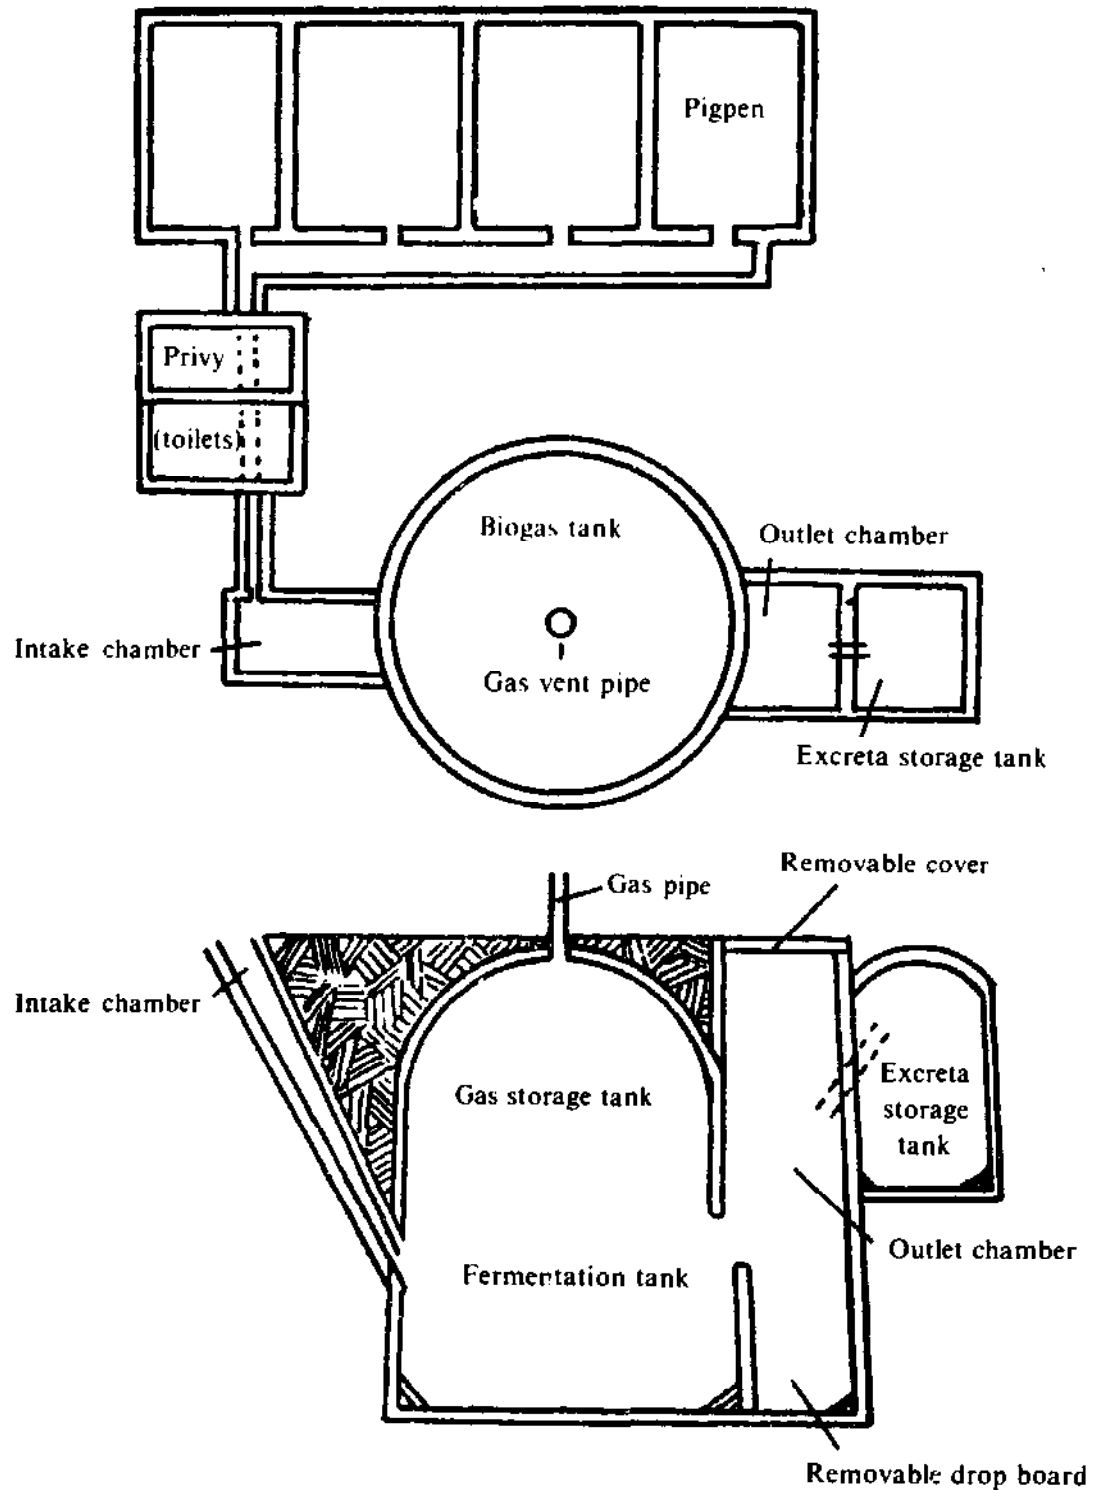 Pigpen
Privy
(toilets)
Biogas tank
Outlet chamber
Intake chamber
Gas vent pipe
Excreta storage tank
Removable cover
Gas pipe
Intake chamber
Excreta
storage
tank
Gas storage tank
Outlet chamber
Fermentation tank
Removable drop board